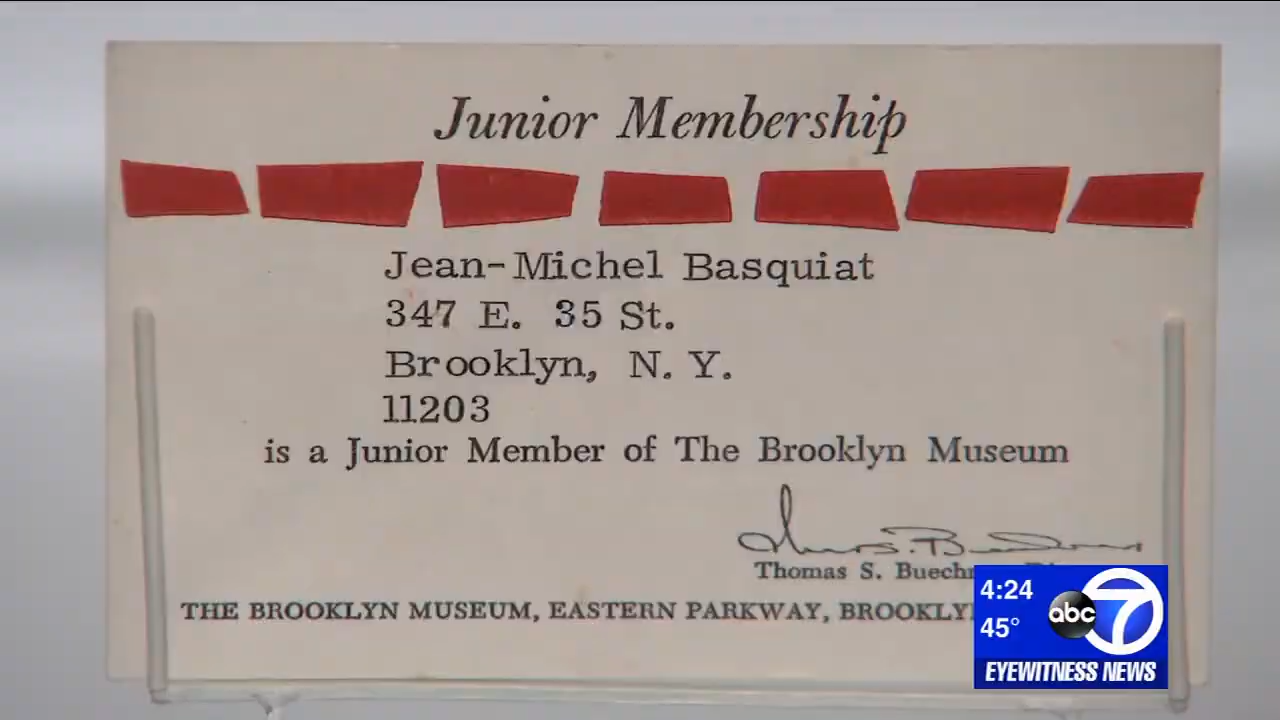 Junior Membership
Jean-Michel Basquiat
347 E. 35 St.
Brooklyn, N. Y.
11203
is a Junior Member of The Brooklyn Museum
Thomas S.
THE BROOKLYN MUSEUM, EASTERN PARKWAY,
4:24
45°
abc 7
EYEWITNESS NEWS